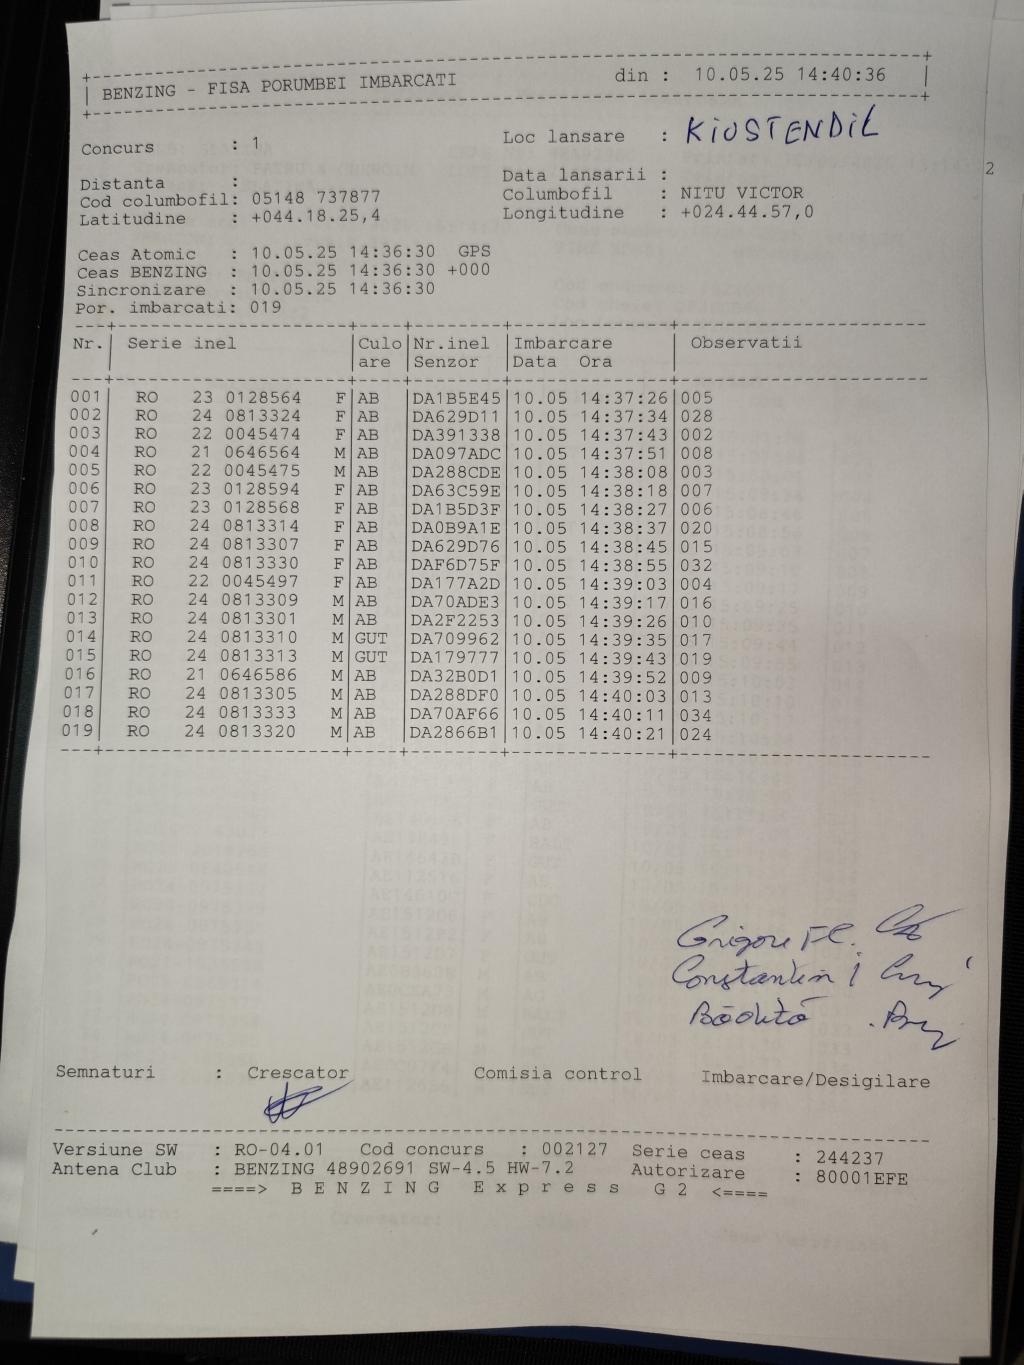 BENZING - FISA PORUMBEI IMBARCATI din : 10.05.25 14:40:36
Concurs : 1 Loc lansare : KIOSTENDIL
Distanta : Data lansarii :
Cod columbofil: 05148 737877 Columbofil : NITU VICTOR
Latitudine : +044.18.25,4 Longitudine : +024.44.57,0
Ceas Atomic : 10.05.25 14:36:30 GPS
Ceas BENZING : 10.05.25 14:36:30 +000
Sincronizare : 10.05.25 14:36:30
Por. imbarcati: 019
Nr. Serie inel Culo Nr.inel Imbarcare Observatii
are Senzor Data Ora
001 RO 23 0128564 F AB DA1B5E45 10.05 14:37:26 005
002 RO 24 0813324 F AB DA629D11 10.05 14:37:34 028
003 RO 22 0045474 F AB DA391338 10.05 14:37:43 002
004 RO 21 0646564 M AB DA097ADC 10.05 14:37:51 008
005 RO 22 0045475 M AB DA288CDE 10.05 14:38:08 003
006 RO 23 0128594 F AB DA63C59E 10.05 14:38:18 007
007 RO 23 0128568 F AB DA1B5D3F 10.05 14:38:27 006
008 RO 24 0813314 F AB DA0B9A1E 10.05 14:38:37 020
009 RO 24 0813307 F AB DA629D76 10.05 14:38:45 015
010 RO 24 0813330 F AB DAF6D75F 10.05 14:38:55 032
011 RO 22 0045497 F AB DA177A2D 10.05 14:39:03 004
012 RO 24 0813309 M AB DA70ADE3 10.05 14:39:17 016
013 RO 24 0813301 M AB DA2F2253 10.05 14:39:26 010
014 RO 24 0813310 M GUT DA709962 10.05 14:39:35 017
015 RO 24 0813313 M GUT DA179777 10.05 14:39:43 019
016 RO 21 0646586 M AB DA32B0D1 10.05 14:39:52 009
017 RO 24 0813305 M AB DA288DF0 10.05 14:40:03 013
018 RO 24 0813333 M AB DA70AF66 10.05 14:40:11 034
019 RO 24 0813320 M AB DA2866B1 10.05 14:40:21 024
Grigore FL.
Constantin I
Semnaturi : Crescator Comisia control Imbarcare/Desigilare
Versiune SW : RO-04.01 Cod concurs : 002127 Serie ceas : 244237
Antena Club : BENZING 48902691 SW-4.5 HW-7.2 Autorizare : 80001EFE
====> B E N Z I N G E x p r e s s G 2 <====
2